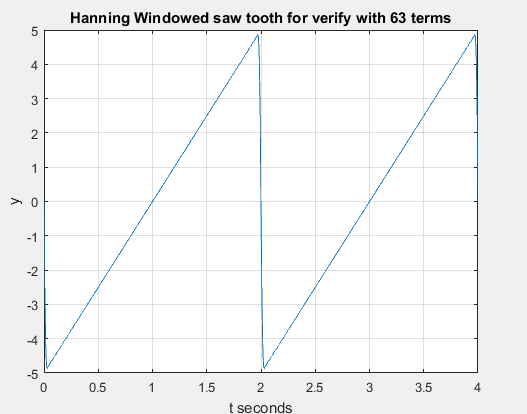 Hanning Windowed saw tooth for verify with 63 terms
5
4
3
2
1
0
-1
-2
-3
-4
-5
y
0 0.5 1 1.5 2 2.5 3 3.5 4
t seconds